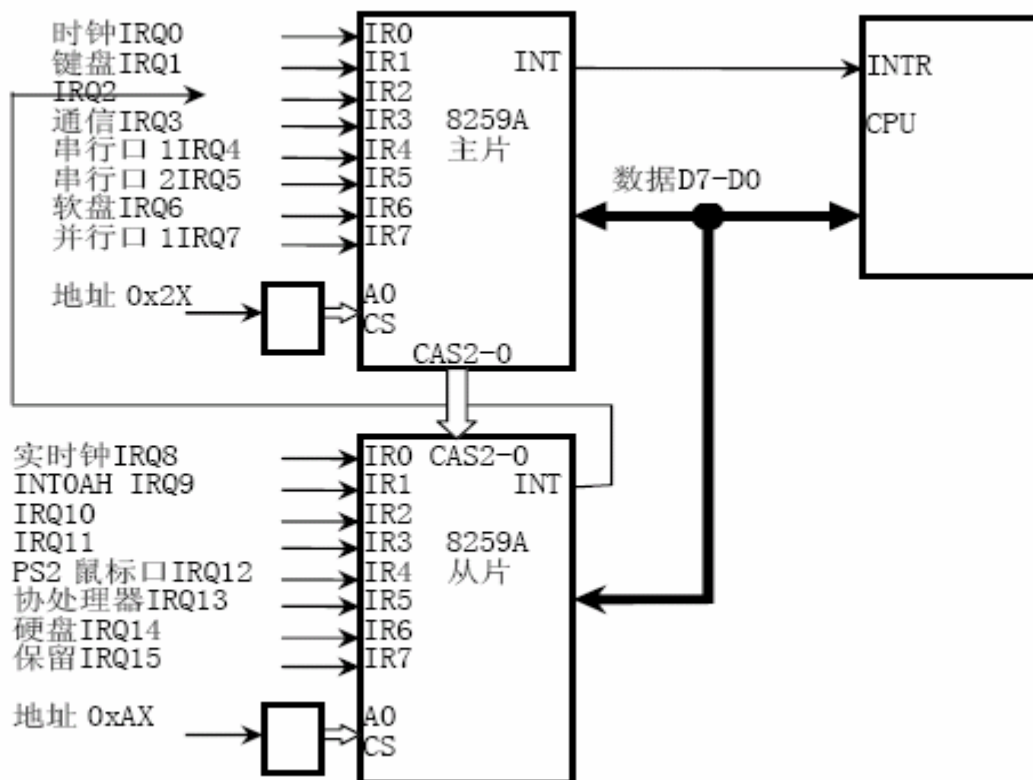 时钟IRQ0
键盘IRQ1
IRQ2
通信IRQ3
串行口 1IRQ4
串行口 2IRQ5
软盘IRQ6
并行口 1IRQ7
地址 0x2X
IR0
IR1
IR2
IR3
IR4
IR5
IR6
IR7
A0
CS
INT
8259A
主片
CAS2-0
INTR
CPU
数据D7-D0
实时钟IRQ8
INT0AH IRQ9
IRQ10
IRQ11
PS2 鼠标口IRQ12
协处理器IRQ13
硬盘IRQ14
保留IRQ15
地址 0xAX
IR0
IR1
IR2
IR3
IR4
IR5
IR6
IR7
A0
CS
CAS2-0
INT
8259A
从片